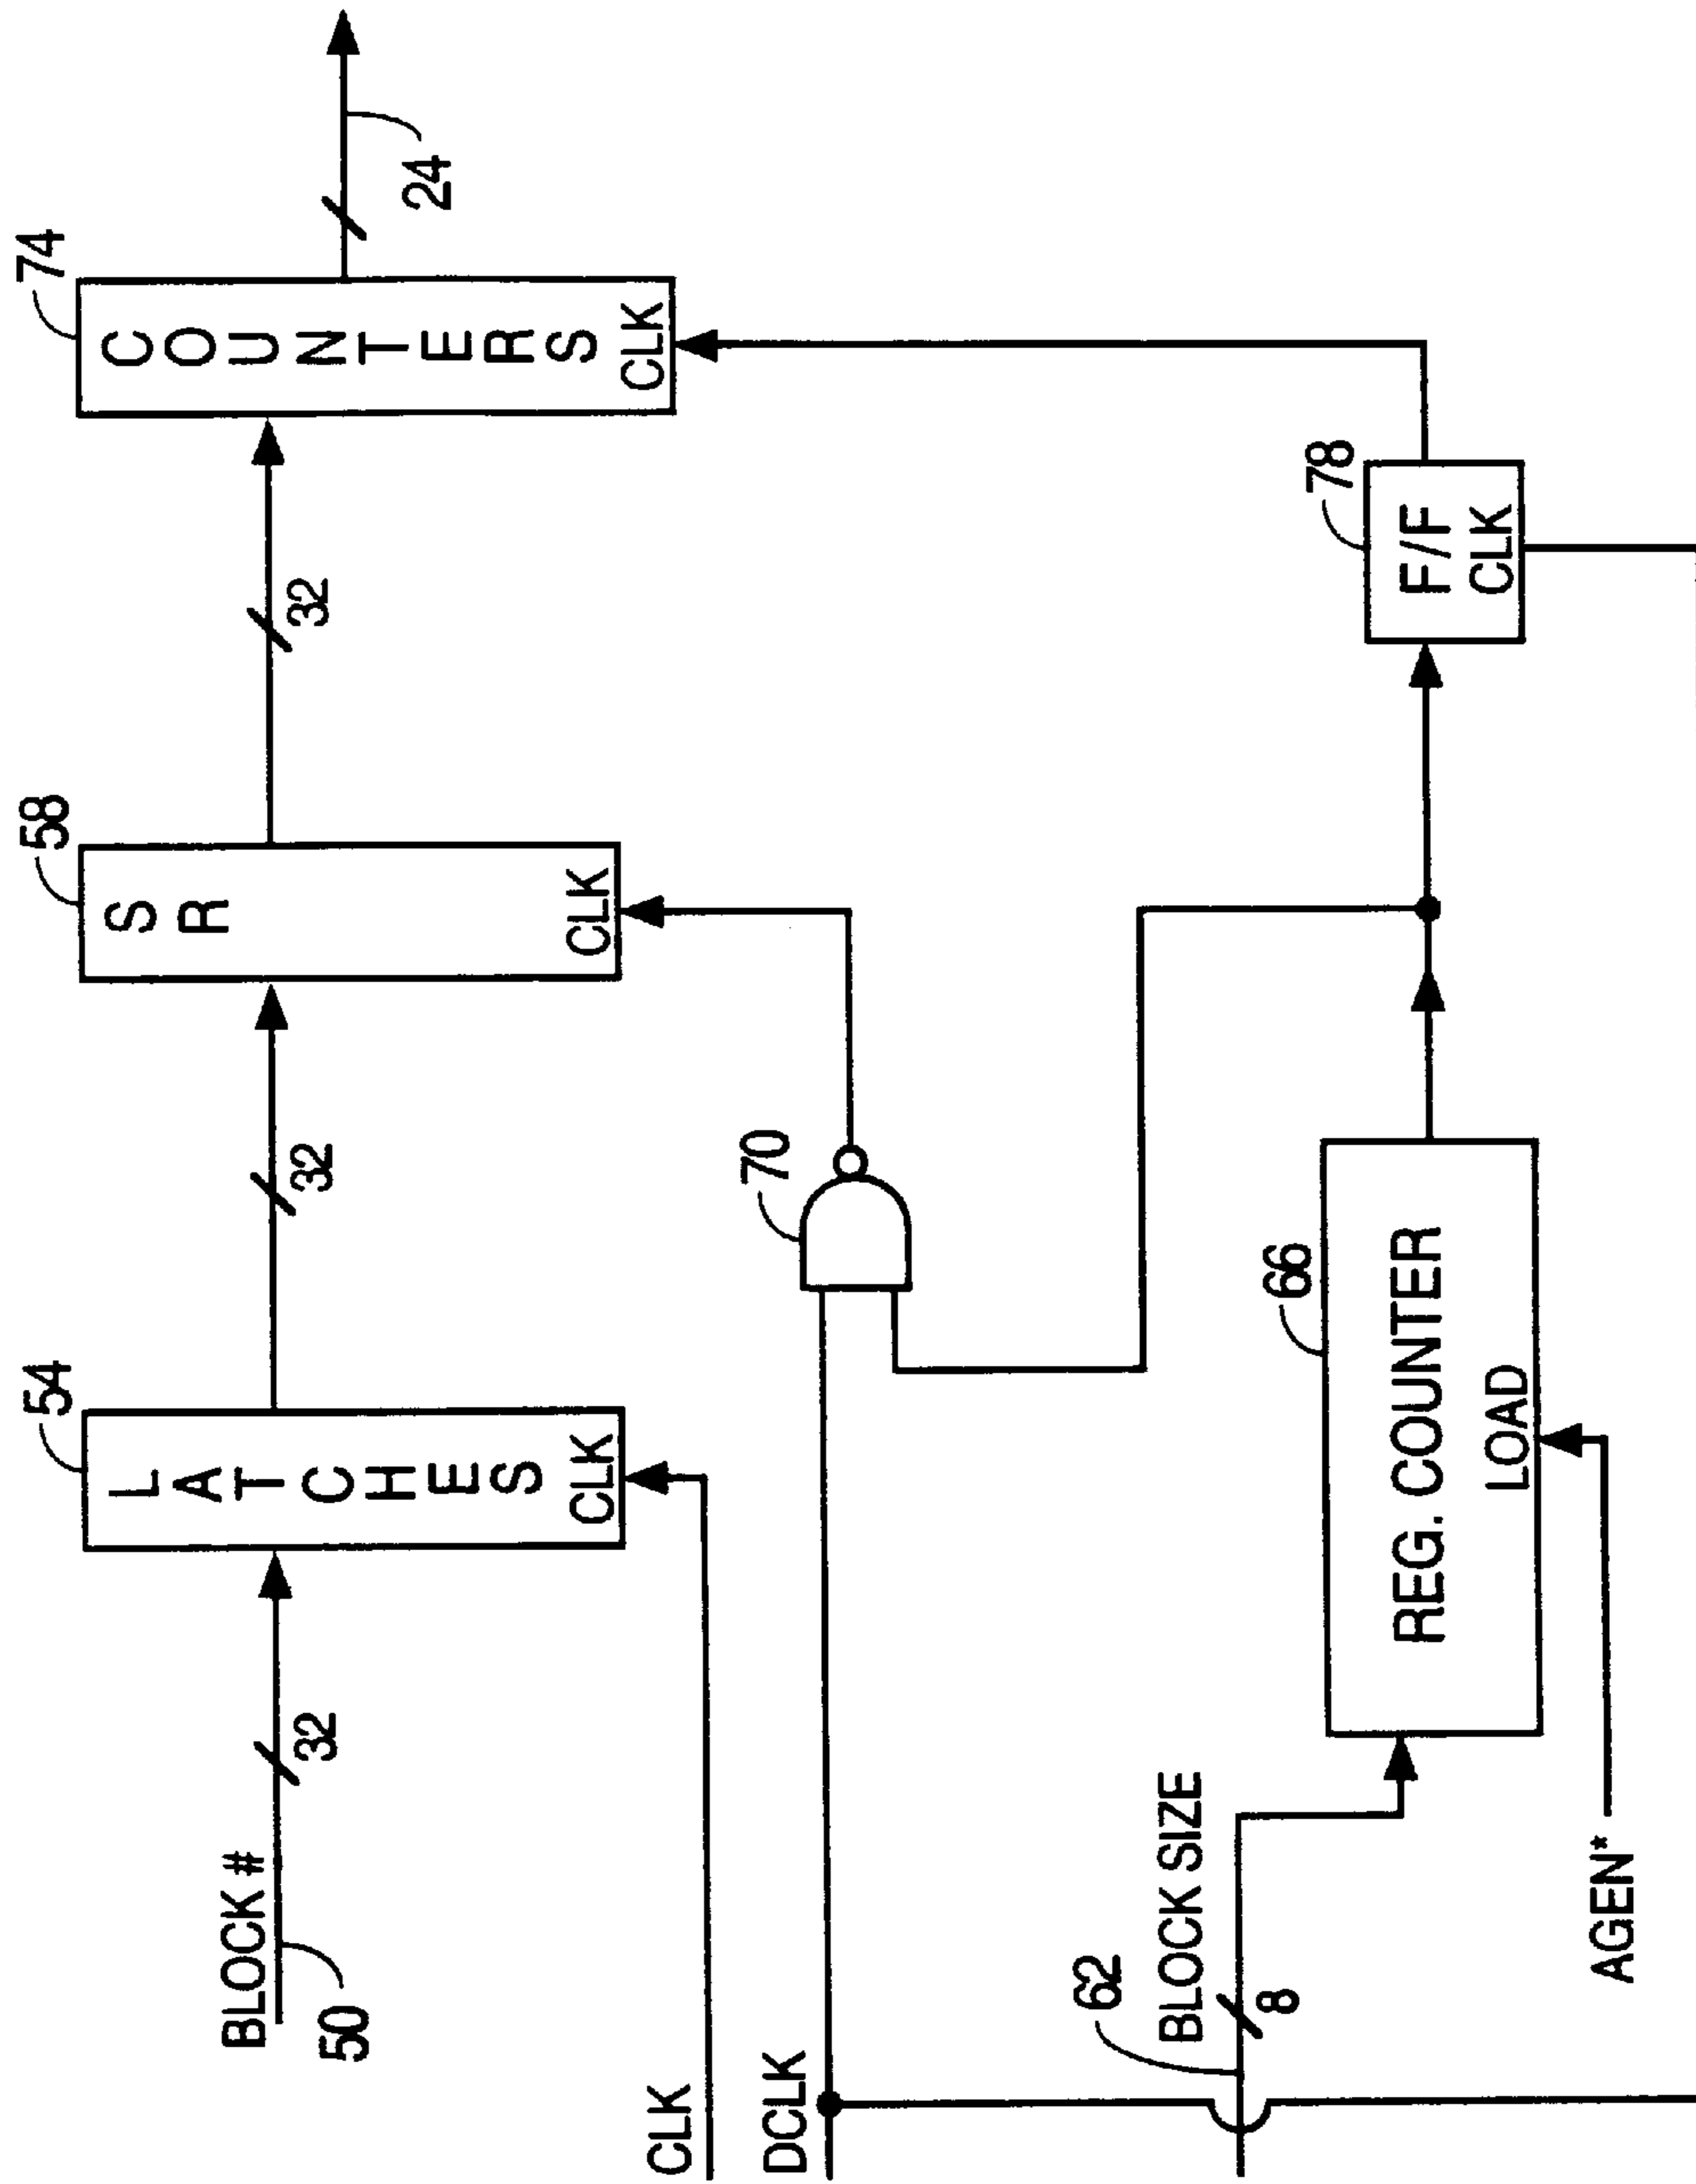 BLOCK #
50
32
LATCHES
CLK
54
32
SR
CLK
58
32
COUNTERS
CLK
74
24
CLK
DCLK
70
62
BLOCK SIZE
8
REG. COUNTER
LOAD
66
F/F
CLK
78
AGEN*